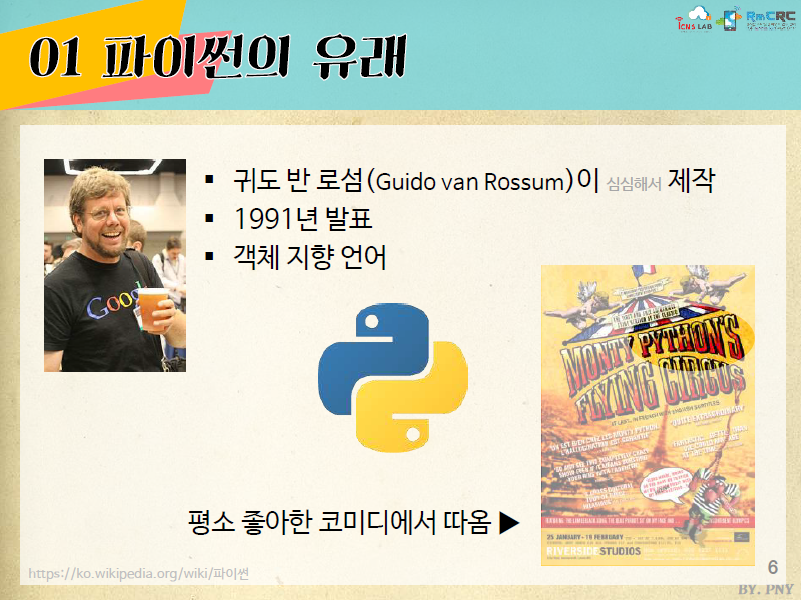 01 파이썬의 유래
iCNS LAB
RmCRC
귀도 반 로섬(Guido van Rossum)이 심심해서 제작
1991년 발표
객체 지향 언어
Goo
MONTY PYTHON'S
FLYING CIRCUS
25 JANUARY - 18 FEBRUARY
RIVERSIDE STUDIOS
평소 좋아한 코미디에서 따옴 ▶
https://ko.wikipedia.org/wiki/파이썬
6
BY. PNY